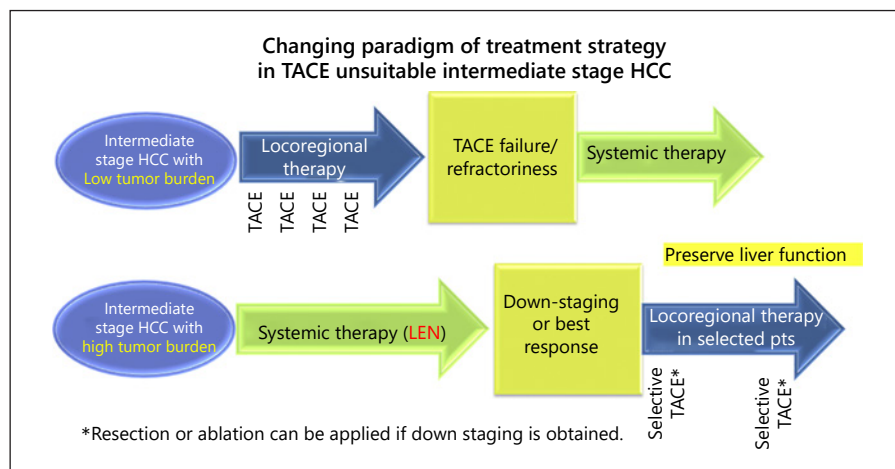 Changing paradigm of treatment strategy
in TACE unsuitable intermediate stage HCC
Intermediate
stage HCC with
Low tumor burden
Locoregional
therapy
TACE
TACE
TACE
TACE
TACE failure/
refractoriness
Systemic therapy
Preserve liver function
Intermediate
stage HCC with
high tumor burden
Systemic therapy (LEN)
Down-staging
or best
response
Locoregional therapy
in selected pts
Selective
TACE*
Selective
TACE*
*Resection or ablation can be applied if down staging is obtained.